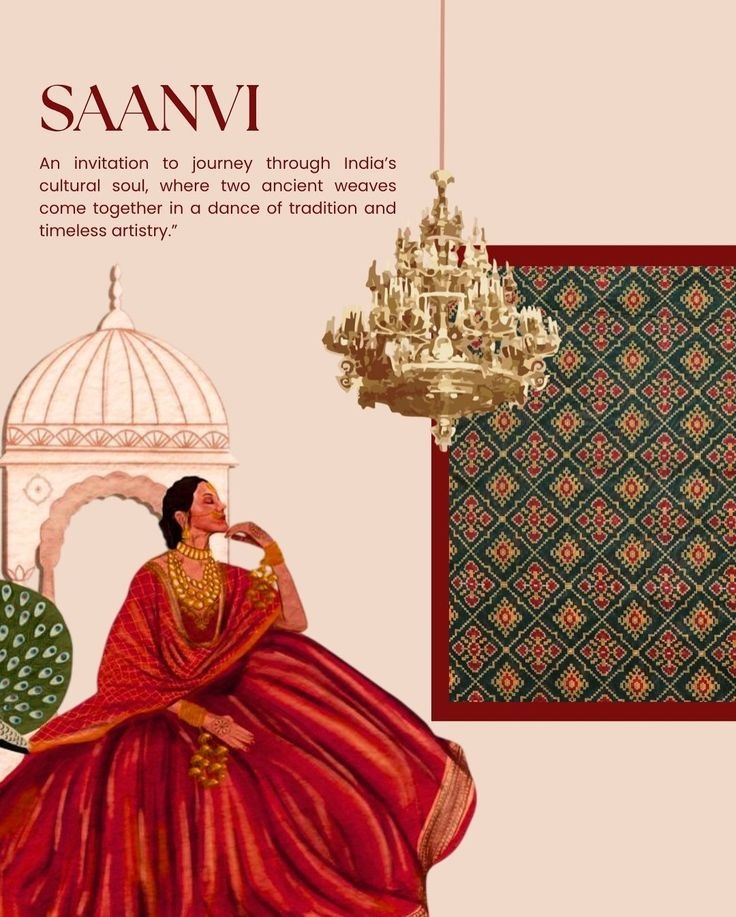 SAANVI
An invitation to journey through India’s
cultural soul, where two ancient weaves
come together in a dance of tradition and
timeless artistry.”